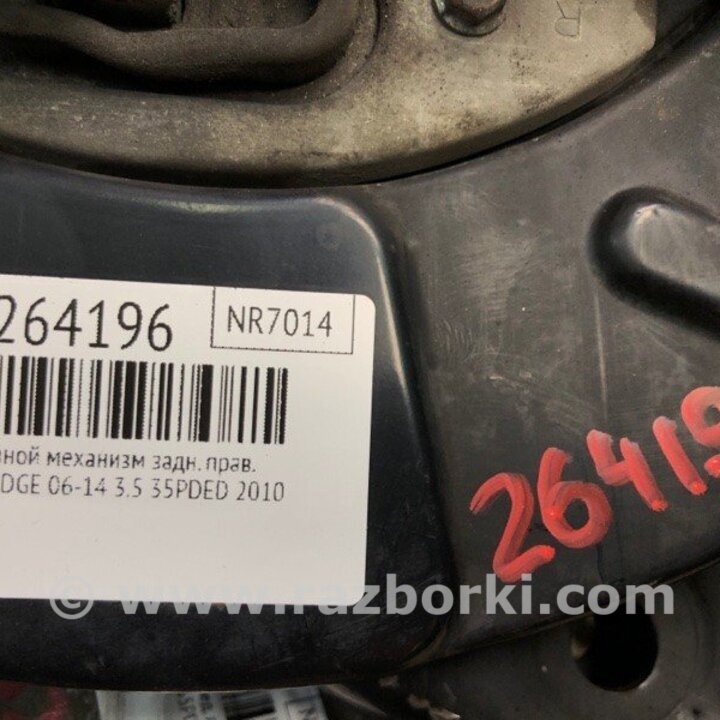 R
264196
NR7014
ной механизм задн. прав.
DGE 06-14 3.5 35PDED 2010
26419
© www.razborki.com